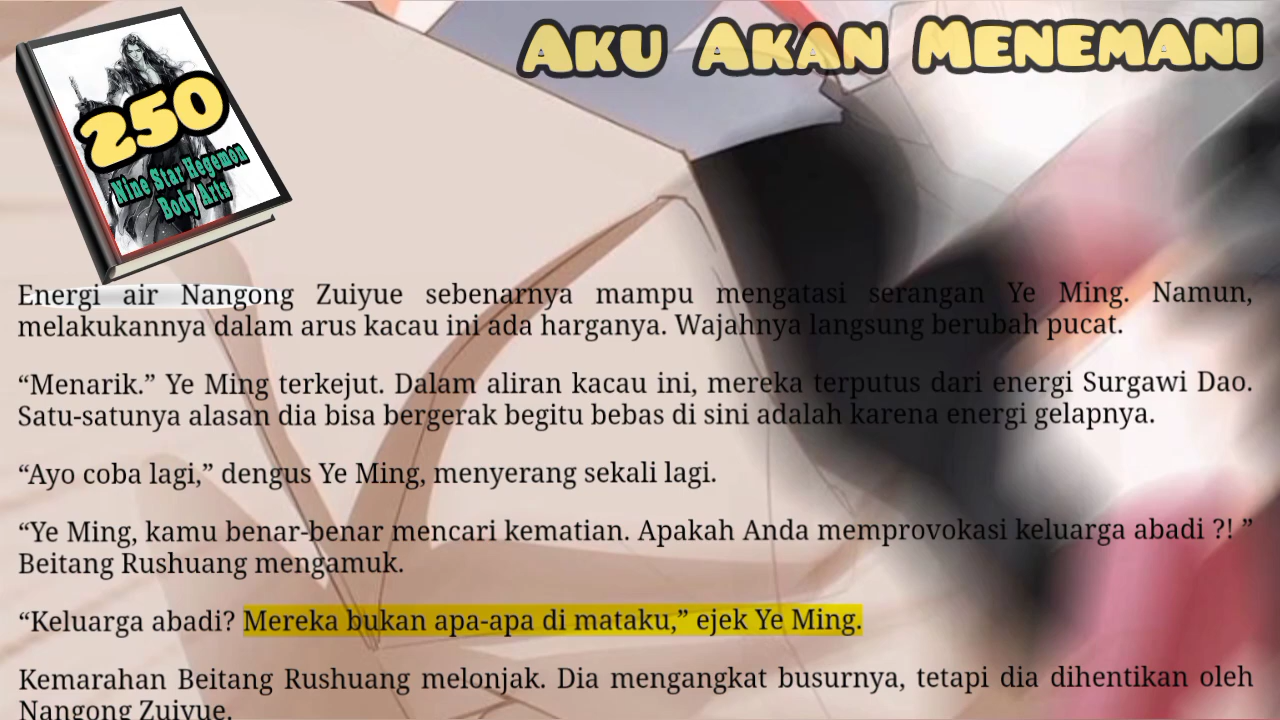 Aku Akan Menemani
250
Nine Star Hegemon
Body Arts
Energi air Nangong Zuiyue sebenarnya mampu mengatasi serangan Ye Ming. Namun,
melakukannya dalam arus kacau ini ada harganya. Wajahnya langsung berubah pucat.
“Menarik.” Ye Ming terkejut. Dalam aliran kacau ini, mereka terputus dari energi Surgawi Dao.
Satu-satunya alasan dia bisa bergerak begitu bebas di sini adalah karena energi gelapnya.
“Ayo coba lagi,” dengus Ye Ming, menyerang sekali lagi.
“Ye Ming, kamu benar-benar mencari kematian. Apakah Anda memprovokasi keluarga abadi ?! ”
Beitang Rushuang mengamuk.
“Keluarga abadi? Mereka bukan apa-apa di mataku,” ejek Ye Ming.
Kemarahan Beitang Rushuang melonjak. Dia mengangkat busurnya, tetapi dia dihentikan oleh
Nangong Zuiyue.